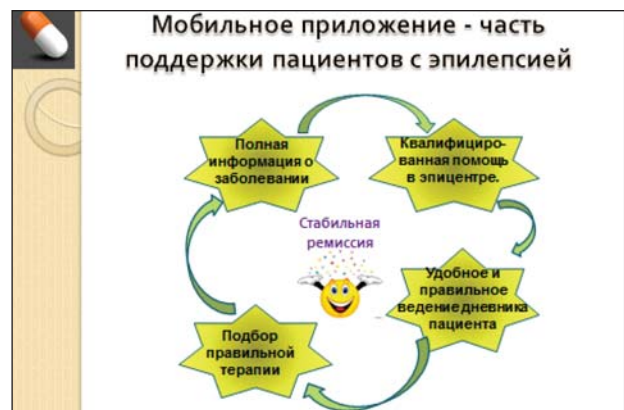 Мобильное приложение - часть
поддержки пациентов с эпилепсией
Полная
информация о
заболевании
Квалифициро-
ванная помощь
в эпицентре.
Стабильная
ремиссия
Удобное и
правильное
ведение дневника
пациента
Подбор
правильной
терапии